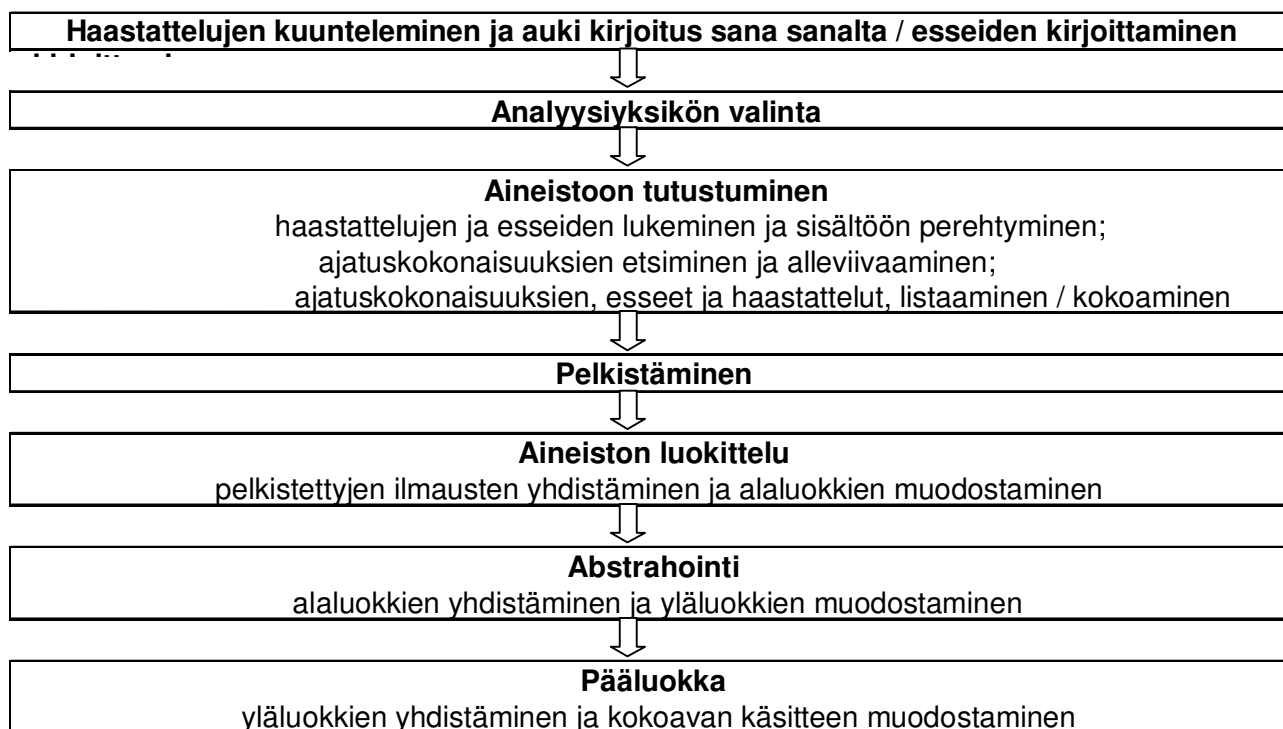 Haastattelujen kuunteleminen ja auki kirjoitus sana sanalta / esseiden kirjoittaminen
Analyysiyksikön valinta
Aineistoon tutustuminen
haastattelujen ja esseiden lukeminen ja sisältöön perehtyminen;
ajatuskokonaisuuksien etsiminen ja alleviivaaminen;
ajatuskokonaisuuksien, esseet ja haastattelut, listaaminen / kokoaminen
Pelkistäminen
Aineiston luokittelu
pelkistettyjen ilmausten yhdistäminen ja alaluokkien muodostaminen
Abstrahointi
alaluokkien yhdistäminen ja yläluokkien muodostaminen
Pääluokka
yläluokkien yhdistäminen ja kokoavan käsitteen muodostaminen